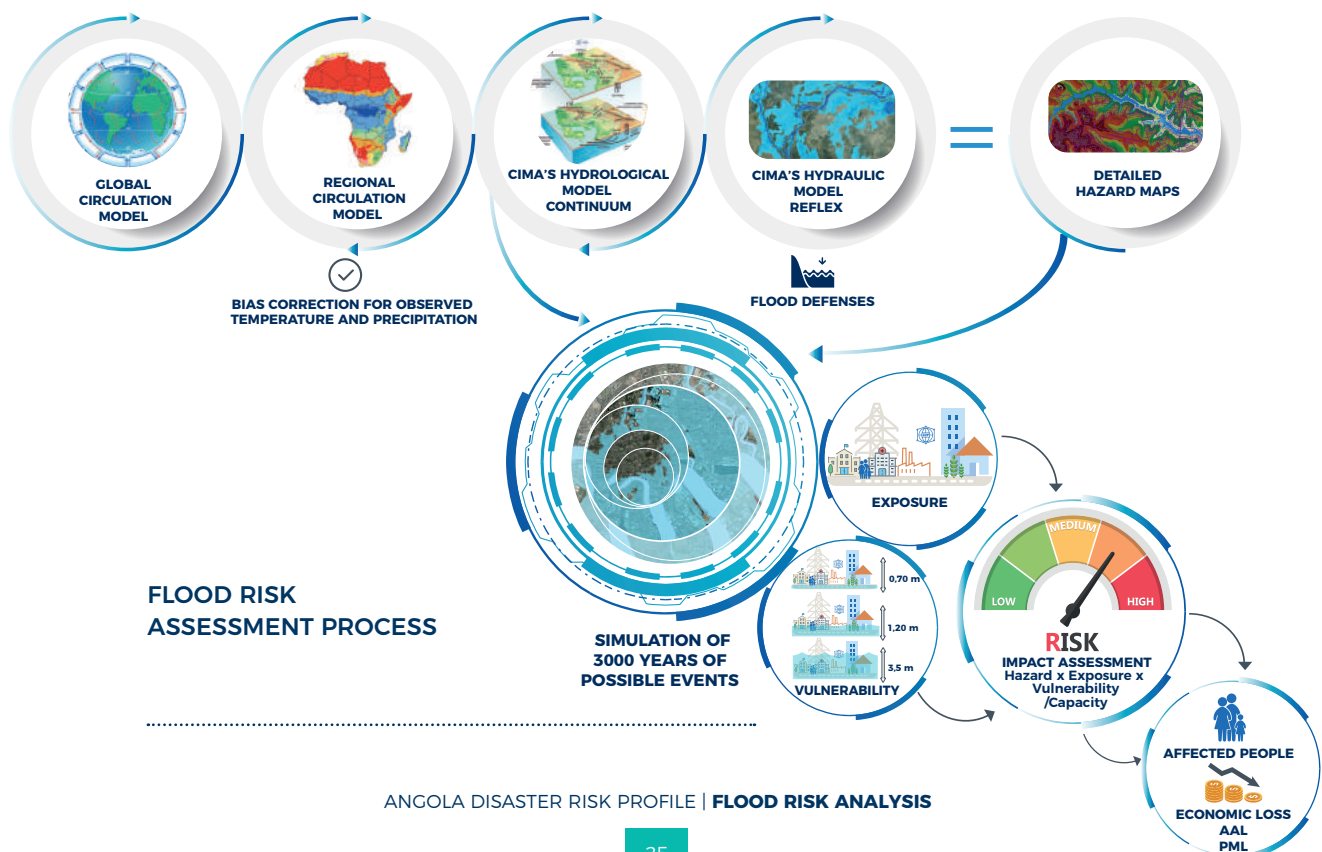 GLOBAL
CIRCULATION
MODEL
REGIONAL
CIRCULATION
MODEL
CIMA'S HYDROLOGICAL
MODEL
CONTINUUM
CIMA'S HYDRAULIC
MODEL
REFLEX
DETAILED
HAZARD MAPS
BIAS CORRECTION FOR OBSERVED
TEMPERATURE AND PRECIPITATION
FLOOD DEFENSES
EXPOSURE
0,70 m
1,20 m
3,5 m
VULNERABILITY
LOW
MEDIUM
HIGH
RISK
IMPACT ASSESSMENT
Hazard x Exposure x
Vulnerability
/Capacity
FLOOD RISK
ASSESSMENT PROCESS
SIMULATION OF
3000 YEARS OF
POSSIBLE EVENTS
AFFECTED PEOPLE
ECONOMIC LOSS
AAL
PML
ANGOLA DISASTER RISK PROFILE | FLOOD RISK ANALYSIS